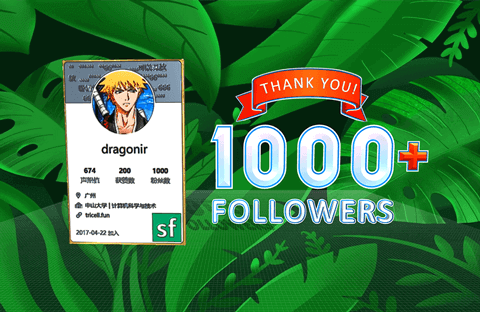 dragonir
674
200
1000
声望值
获赞数
粉丝数
广州
中山大学 | 计算机科学与技术
tricell.fun
2017-04-22 加入
sf
THANK YOU!
1000+
FOLLOWERS